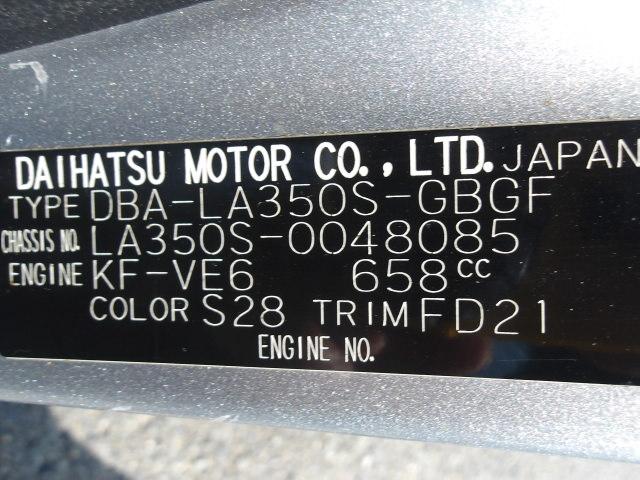 DAIHATSU MOTOR CO., LTD. JAPAN
TYPE DBA-LA350S-GBGF
CHASSIS NO. LA350S-0048085
ENGINE KF-VE6 658CC
COLOR S28 TRIM FD21
ENGINE NO.